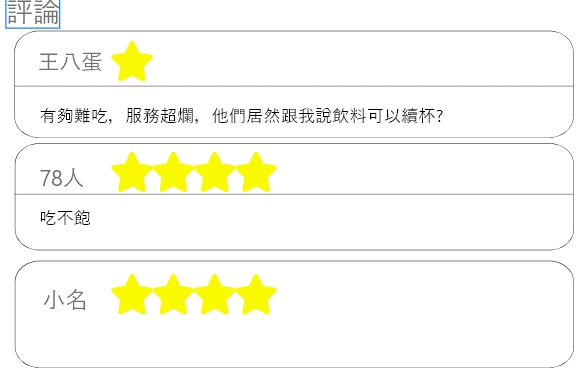 評論
王八蛋
有夠難吃，服務超爛，他們居然跟我說飲料可以續杯?
78人
吃不飽
小名